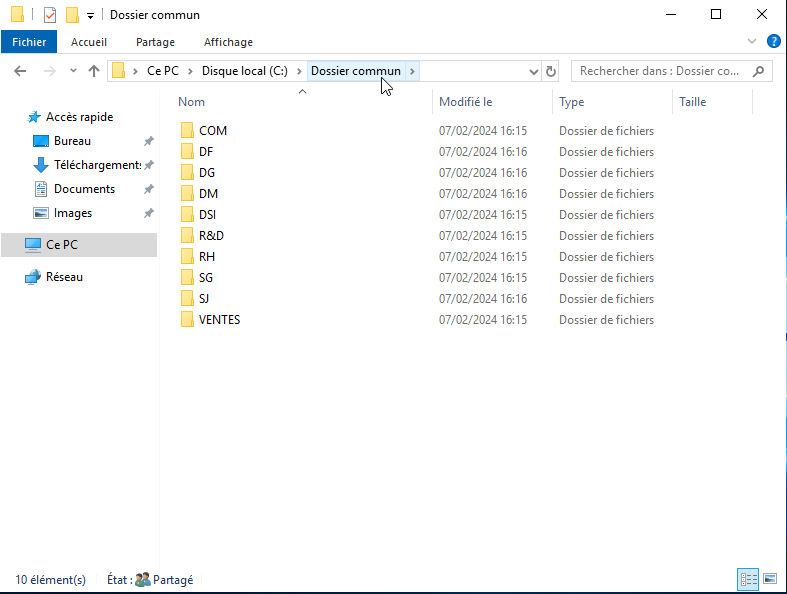 Dossier commun
Fichier Accueil Partage Affichage
Ce PC Disque local (C:) Dossier commun Rechercher dans : Dossier co...
Nom Modifié le Type Taille
Accès rapide
Bureau
Téléchargements
Documents
Images
Ce PC
Réseau
COM 07/02/2024 16:15 Dossier de fichiers
DF 07/02/2024 16:16 Dossier de fichiers
DG 07/02/2024 16:15 Dossier de fichiers
DM 07/02/2024 16:16 Dossier de fichiers
DSI 07/02/2024 16:15 Dossier de fichiers
R&D 07/02/2024 16:16 Dossier de fichiers
RH 07/02/2024 16:15 Dossier de fichiers
SG 07/02/2024 16:15 Dossier de fichiers
SJ 07/02/2024 16:16 Dossier de fichiers
VENTES 07/02/2024 16:15 Dossier de fichiers
10 élément(s) État : Partagé